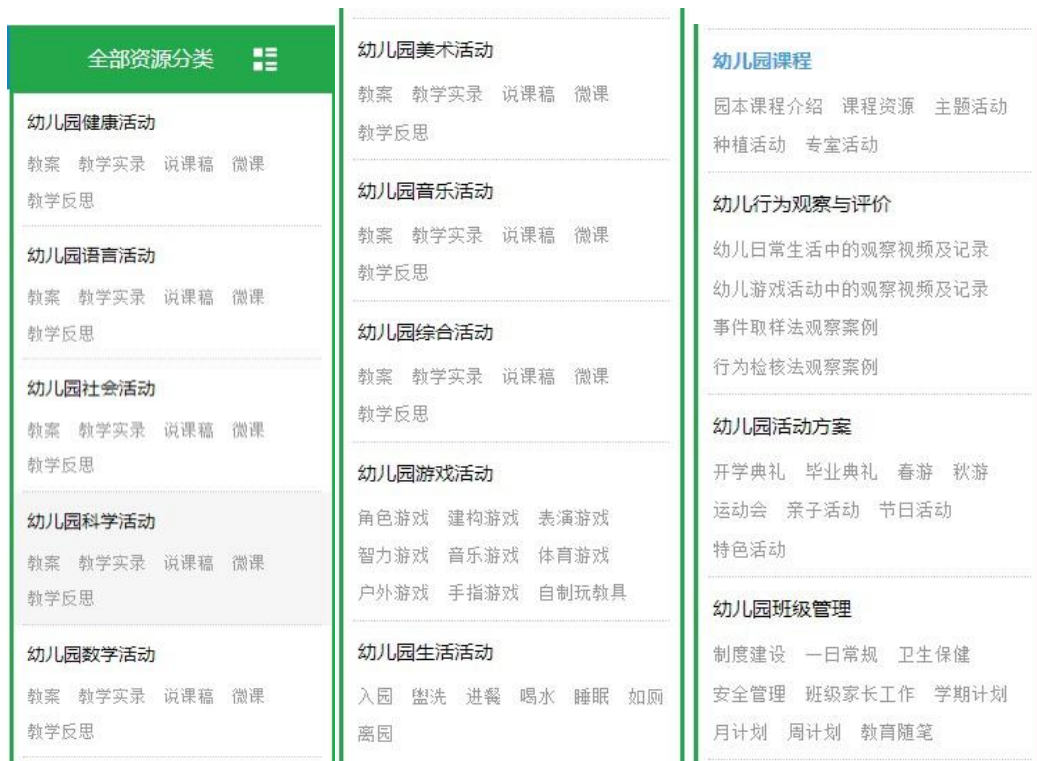 全部资源分类
幼儿园健康活动
教案 教学实录 说课稿 微课
教学反思
幼儿园语言活动
教案 教学实录 说课稿 微课
教学反思
幼儿园社会活动
教案 教学实录 说课稿 微课
教学反思
幼儿园科学活动
教案 教学实录 说课稿 微课
教学反思
幼儿园数学活动
教案 教学实录 说课稿 微课
教学反思
幼儿园美术活动
教案 教学实录 说课稿 微课
教学反思
幼儿园音乐活动
教案 教学实录 说课稿 微课
教学反思
幼儿园综合活动
教案 教学实录 说课稿 微课
教学反思
幼儿园游戏活动
角色游戏 建构游戏 表演游戏
智力游戏 音乐游戏 体育游戏
户外游戏 手指游戏 自制玩教具
幼儿园生活活动
入园 盥洗 进餐 喝水 睡眠 如厕
离园
幼儿园课程
园本课程介绍 课程资源 主题活动
种植活动 专室活动
幼儿行为观察与评价
幼儿日常生活中的观察视频及记录
幼儿游戏活动中的观察视频及记录
事件取样法观察案例
行为检核法观察案例
幼儿园活动方案
开学典礼 毕业典礼 春游 秋游
运动会 亲子活动 节日活动
特色活动
幼儿园班级管理
制度建设 一日常规 卫生保健
安全管理 班级家长工作 学期计划
月计划 周计划 教育随笔